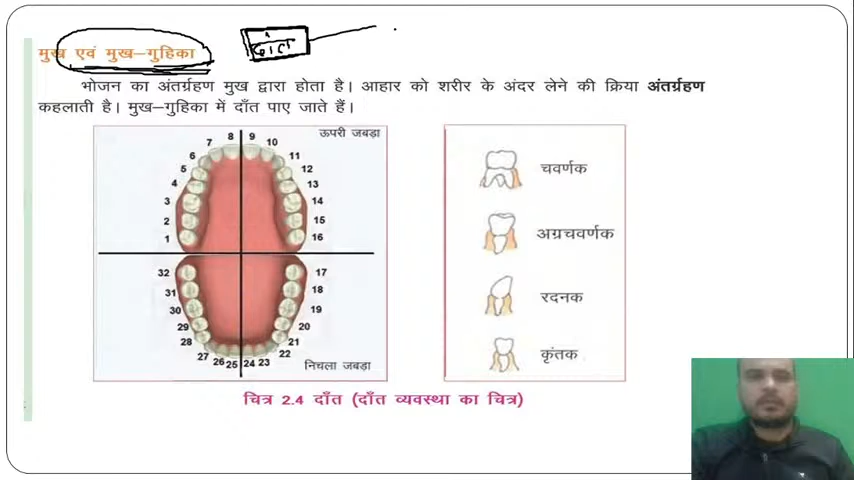 मुख एवं मुख–गुहिका
दाँत
भोजन का अंतर्ग्रहण मुख द्वारा होता है। आहार को शरीर के अंदर लेने की क्रिया अंतर्ग्रहण
कहलाती है। मुख–गुहिका में दाँत पाए जाते हैं।
ऊपरी जबड़ा
1 2 3 4 5 6 7 8 9 10 11 12 13 14 15 16
32 31 30 29 28 27 26 25 24 23 22 21 20 19 18 17
निचला जबड़ा
चवर्णक
अग्रचवर्णक
रदनक
कृंतक
चित्र 2.4 दाँत (दाँत व्यवस्था का चित्र)